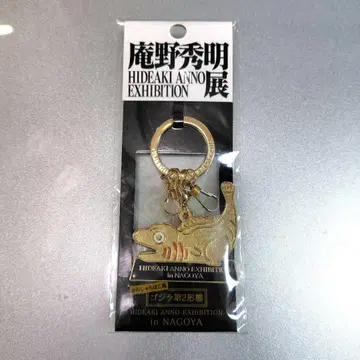 庵野秀明
HIDEAKI ANNO
EXHIBITION
展
HIDEAKI ANNO EXHIBITION
in NAGOYA
ゴジラ第2形態
HIDEAKI ANNO EXHIBITION
in NAGOYA